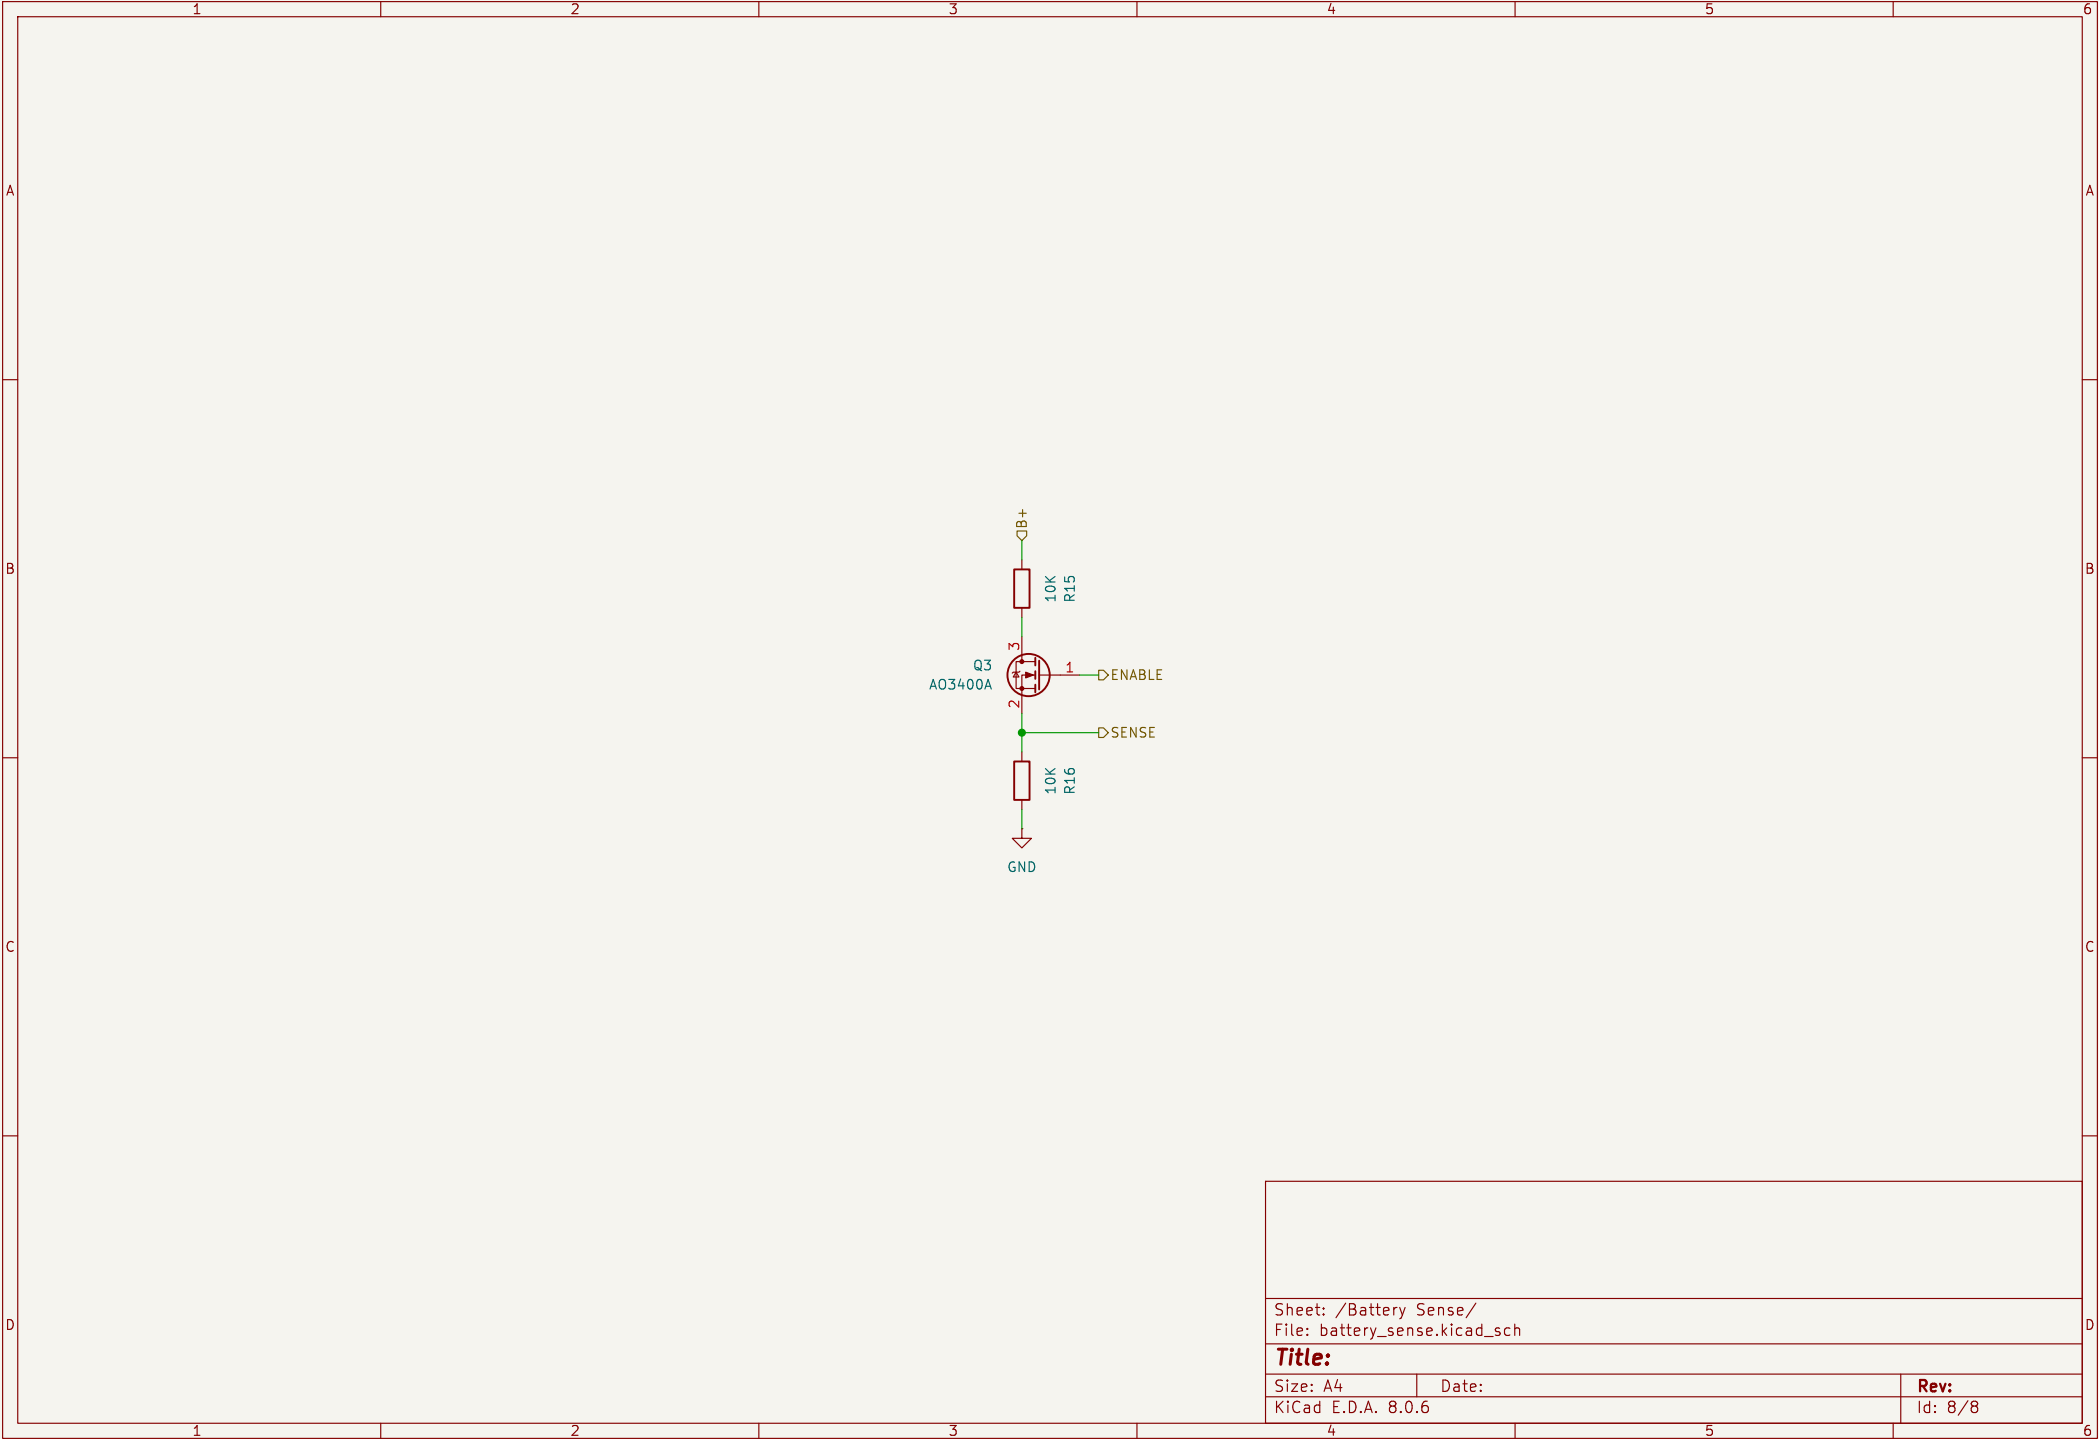 1 2 3 4 5 6
A A
B+
B B
10K
R15
3
Q3
1
ENABLE
AO3400A
2
SENSE
10K
R16
GND
C C
Sheet: /Battery Sense/
File: battery_sense.kicad_sch
D D
Title:
Size: A4 Date: Rev:
KiCad E.D.A. 8.0.6 Id: 8/8
1 2 3 4 5 6